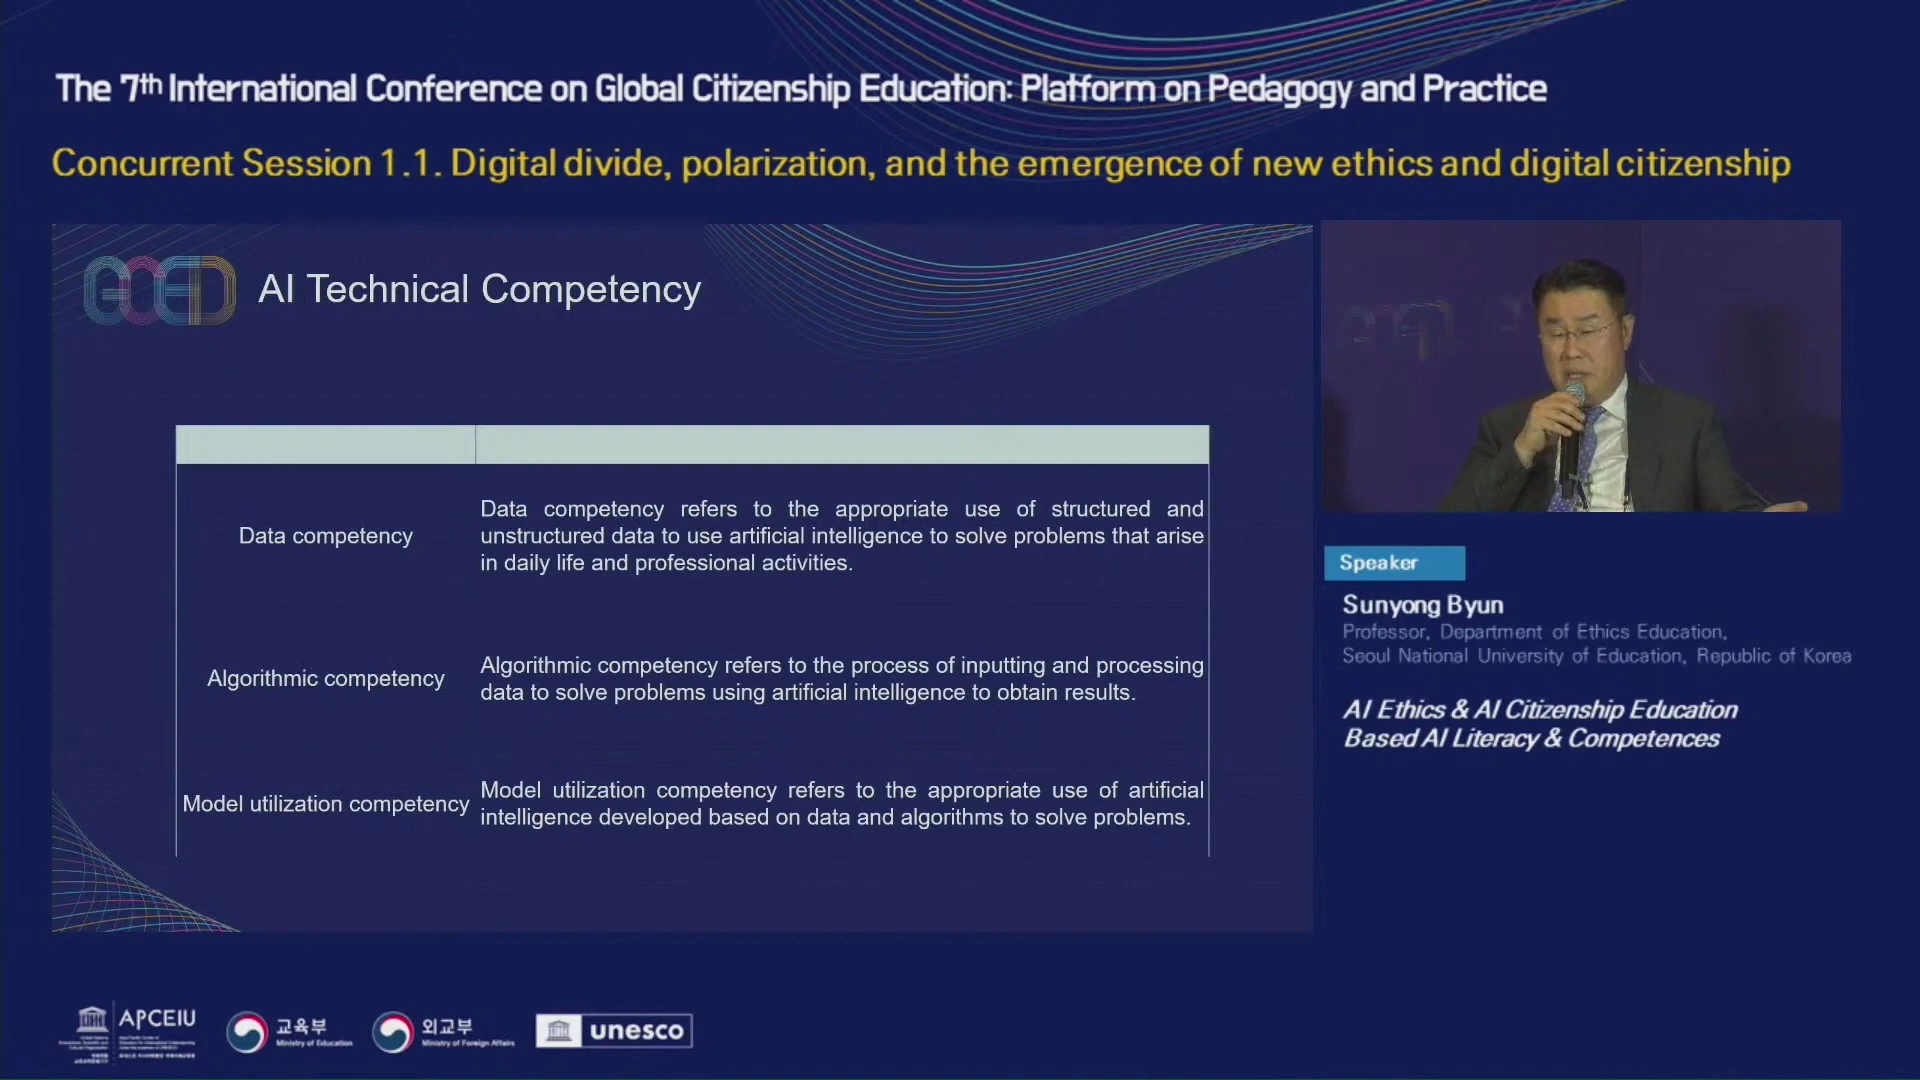 The 7th International Conference on Global Citizenship Education: Platform on Pedagogy and Practice
Concurrent Session 1.1. Digital divide, polarization, and the emergence of new ethics and digital citizenship
GCED
AI Technical Competency
Data competency
Data competency refers to the appropriate use of structured and
unstructured data to use artificial intelligence to solve problems that arise
in daily life and professional activities.
Algorithmic competency
Algorithmic competency refers to the process of inputting and processing
data to solve problems using artificial intelligence to obtain results.
Model utilization competency
Model utilization competency refers to the appropriate use of artificial
intelligence developed based on data and algorithms to solve problems.
Speaker
Sunyong Byun
Professor, Department of Ethics Education,
Seoul National University of Education, Republic of Korea
AI Ethics & AI Citizenship Education
Based AI Literacy & Competences
APCEIU
교육부
Ministry of Education
외교부
Ministry of Foreign Affairs
unesco